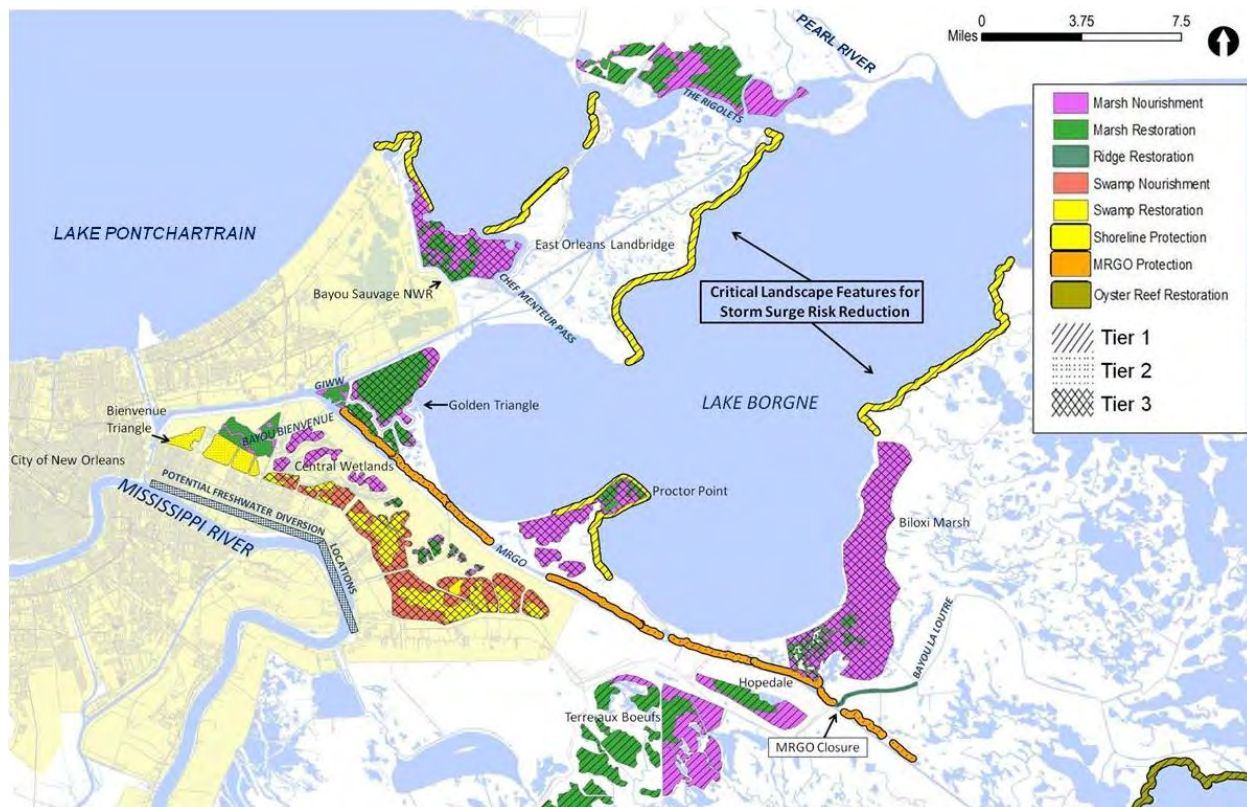 PEARL RIVER
0 3.75 7.5
Miles
Marsh Nourishment
Marsh Restoration
Ridge Restoration
Swamp Nourishment
Swamp Restoration
Shoreline Protection
MRGO Protection
Oyster Reef Restoration
Tier 1
Tier 2
Tier 3
THE RIGOLETS
LAKE PONTCHARTRAIN
East Orleans Landbridge
Bayou Sauvage NWR
CHEF MENTEUR PASS
Critical Landscape Features for
Storm Surge Risk Reduction
GIWW
Golden Triangle
LAKE BORGNE
Bienvenue
Triangle
BAYOU BIENVENUE
City of New Orleans
Central Wetlands
POTENTIAL FRESHWATER DIVERSION
LOCATIONS
MISSISSIPPI RIVER
Proctor Point
MRGO
Biloxi Marsh
BAYOU LA LOUTRE
Hopedale
Terre aux Boeufs
MRGO Closure